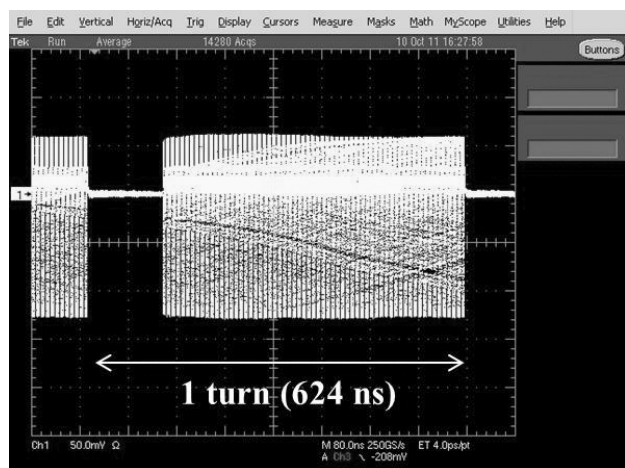 File Edit Vertical Horiz/Acq Trig Display Cursors Measure Masks Math MyScope Utilities Help
Tek Run Average 14280 Acqs 10 Oct 11 16:27:58
Buttons
1
1 turn (624 ns)
Ch1 50.0mV Ω M 80.0ns 250GS/s ET 4.0ps/pt
A Ch3 \ -208mV